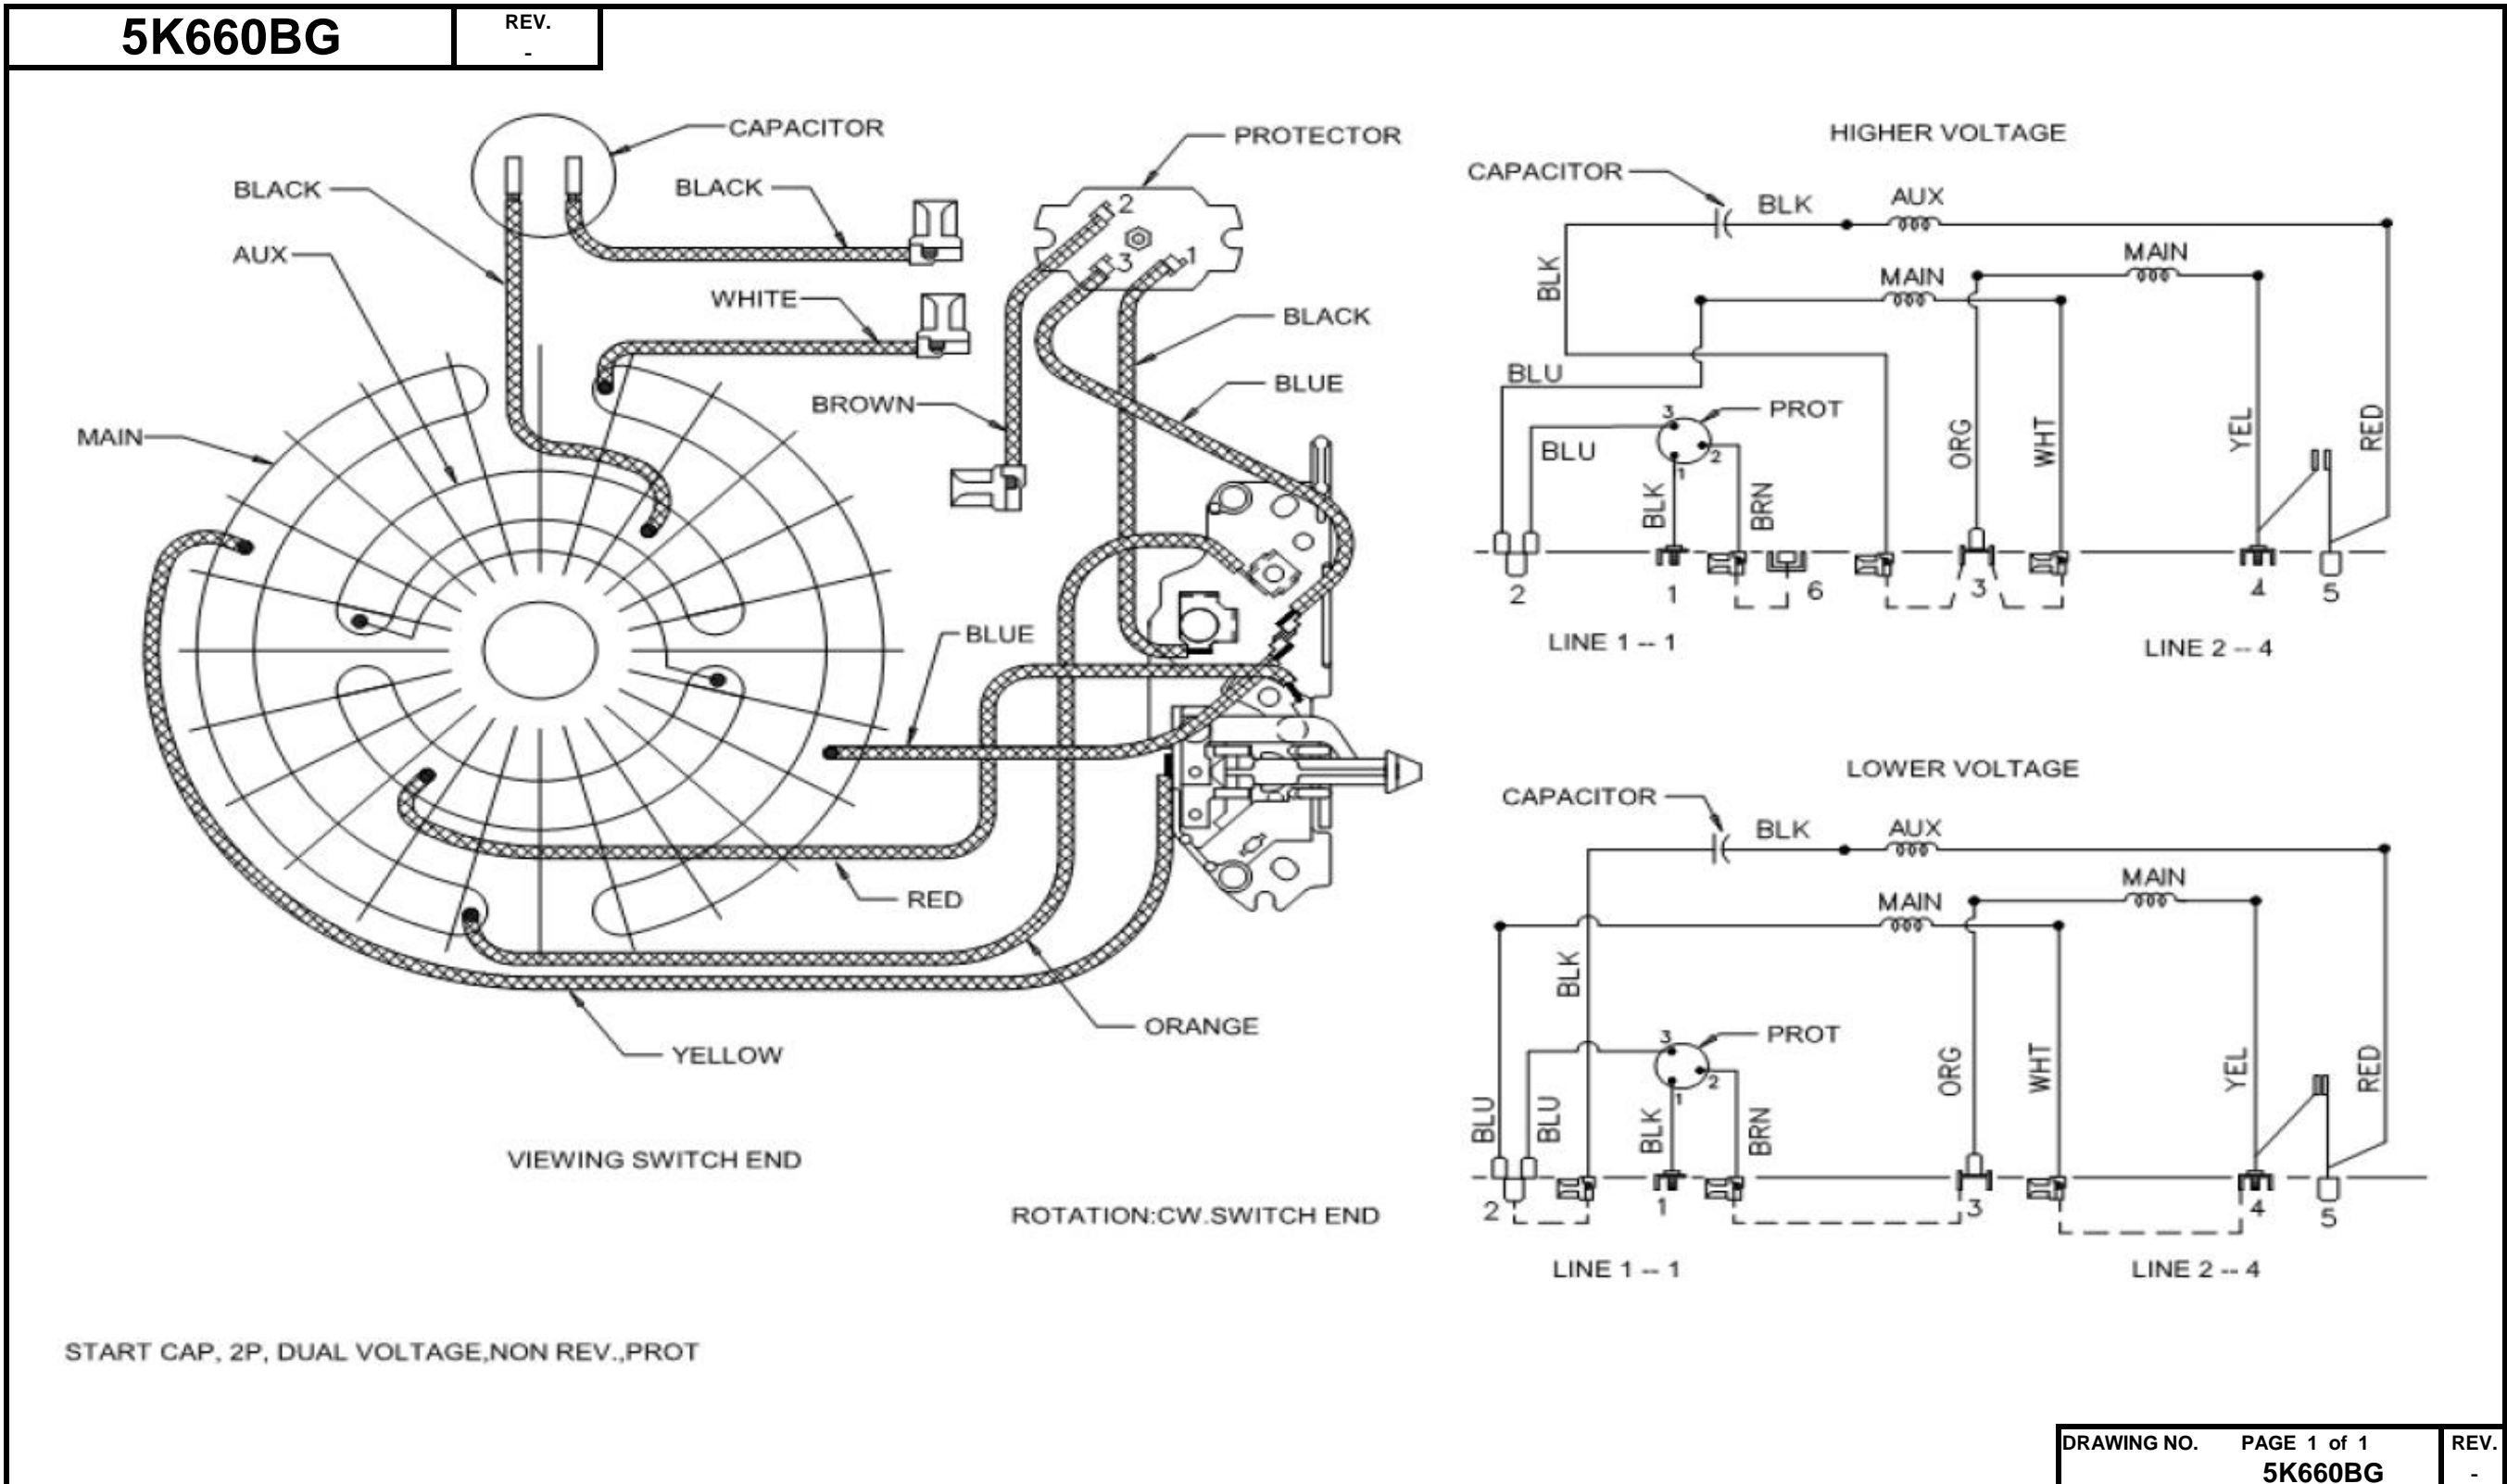 5K660BG
REV.
-
CAPACITOR
BLACK
BLACK
AUX
WHITE
MAIN
BROWN
PROTECTOR
2
3
1
BLACK
BLUE
BLUE
RED
ORANGE
YELLOW
VIEWING SWITCH END
ROTATION:CW.SWITCH END
START CAP, 2P, DUAL VOLTAGE,NON REV.,PROT
HIGHER VOLTAGE
CAPACITOR
BLK
AUX
MAIN
MAIN
BLK
BLU
3
PROT
BLU
2
1
BLK
BRN
ORG
WHT
YEL
RED
2
1
6
3
4
5
LINE 1 -- 1
LINE 2 -- 4
LOWER VOLTAGE
CAPACITOR
BLK
AUX
MAIN
MAIN
BLK
3
PROT
2
1
BLU
BLU
BLK
BRN
ORG
WHT
YEL
RED
2
1
3
4
5
LINE 1 -- 1
LINE 2 -- 4
DRAWING NO. PAGE 1 of 1
5K660BG
REV.
-